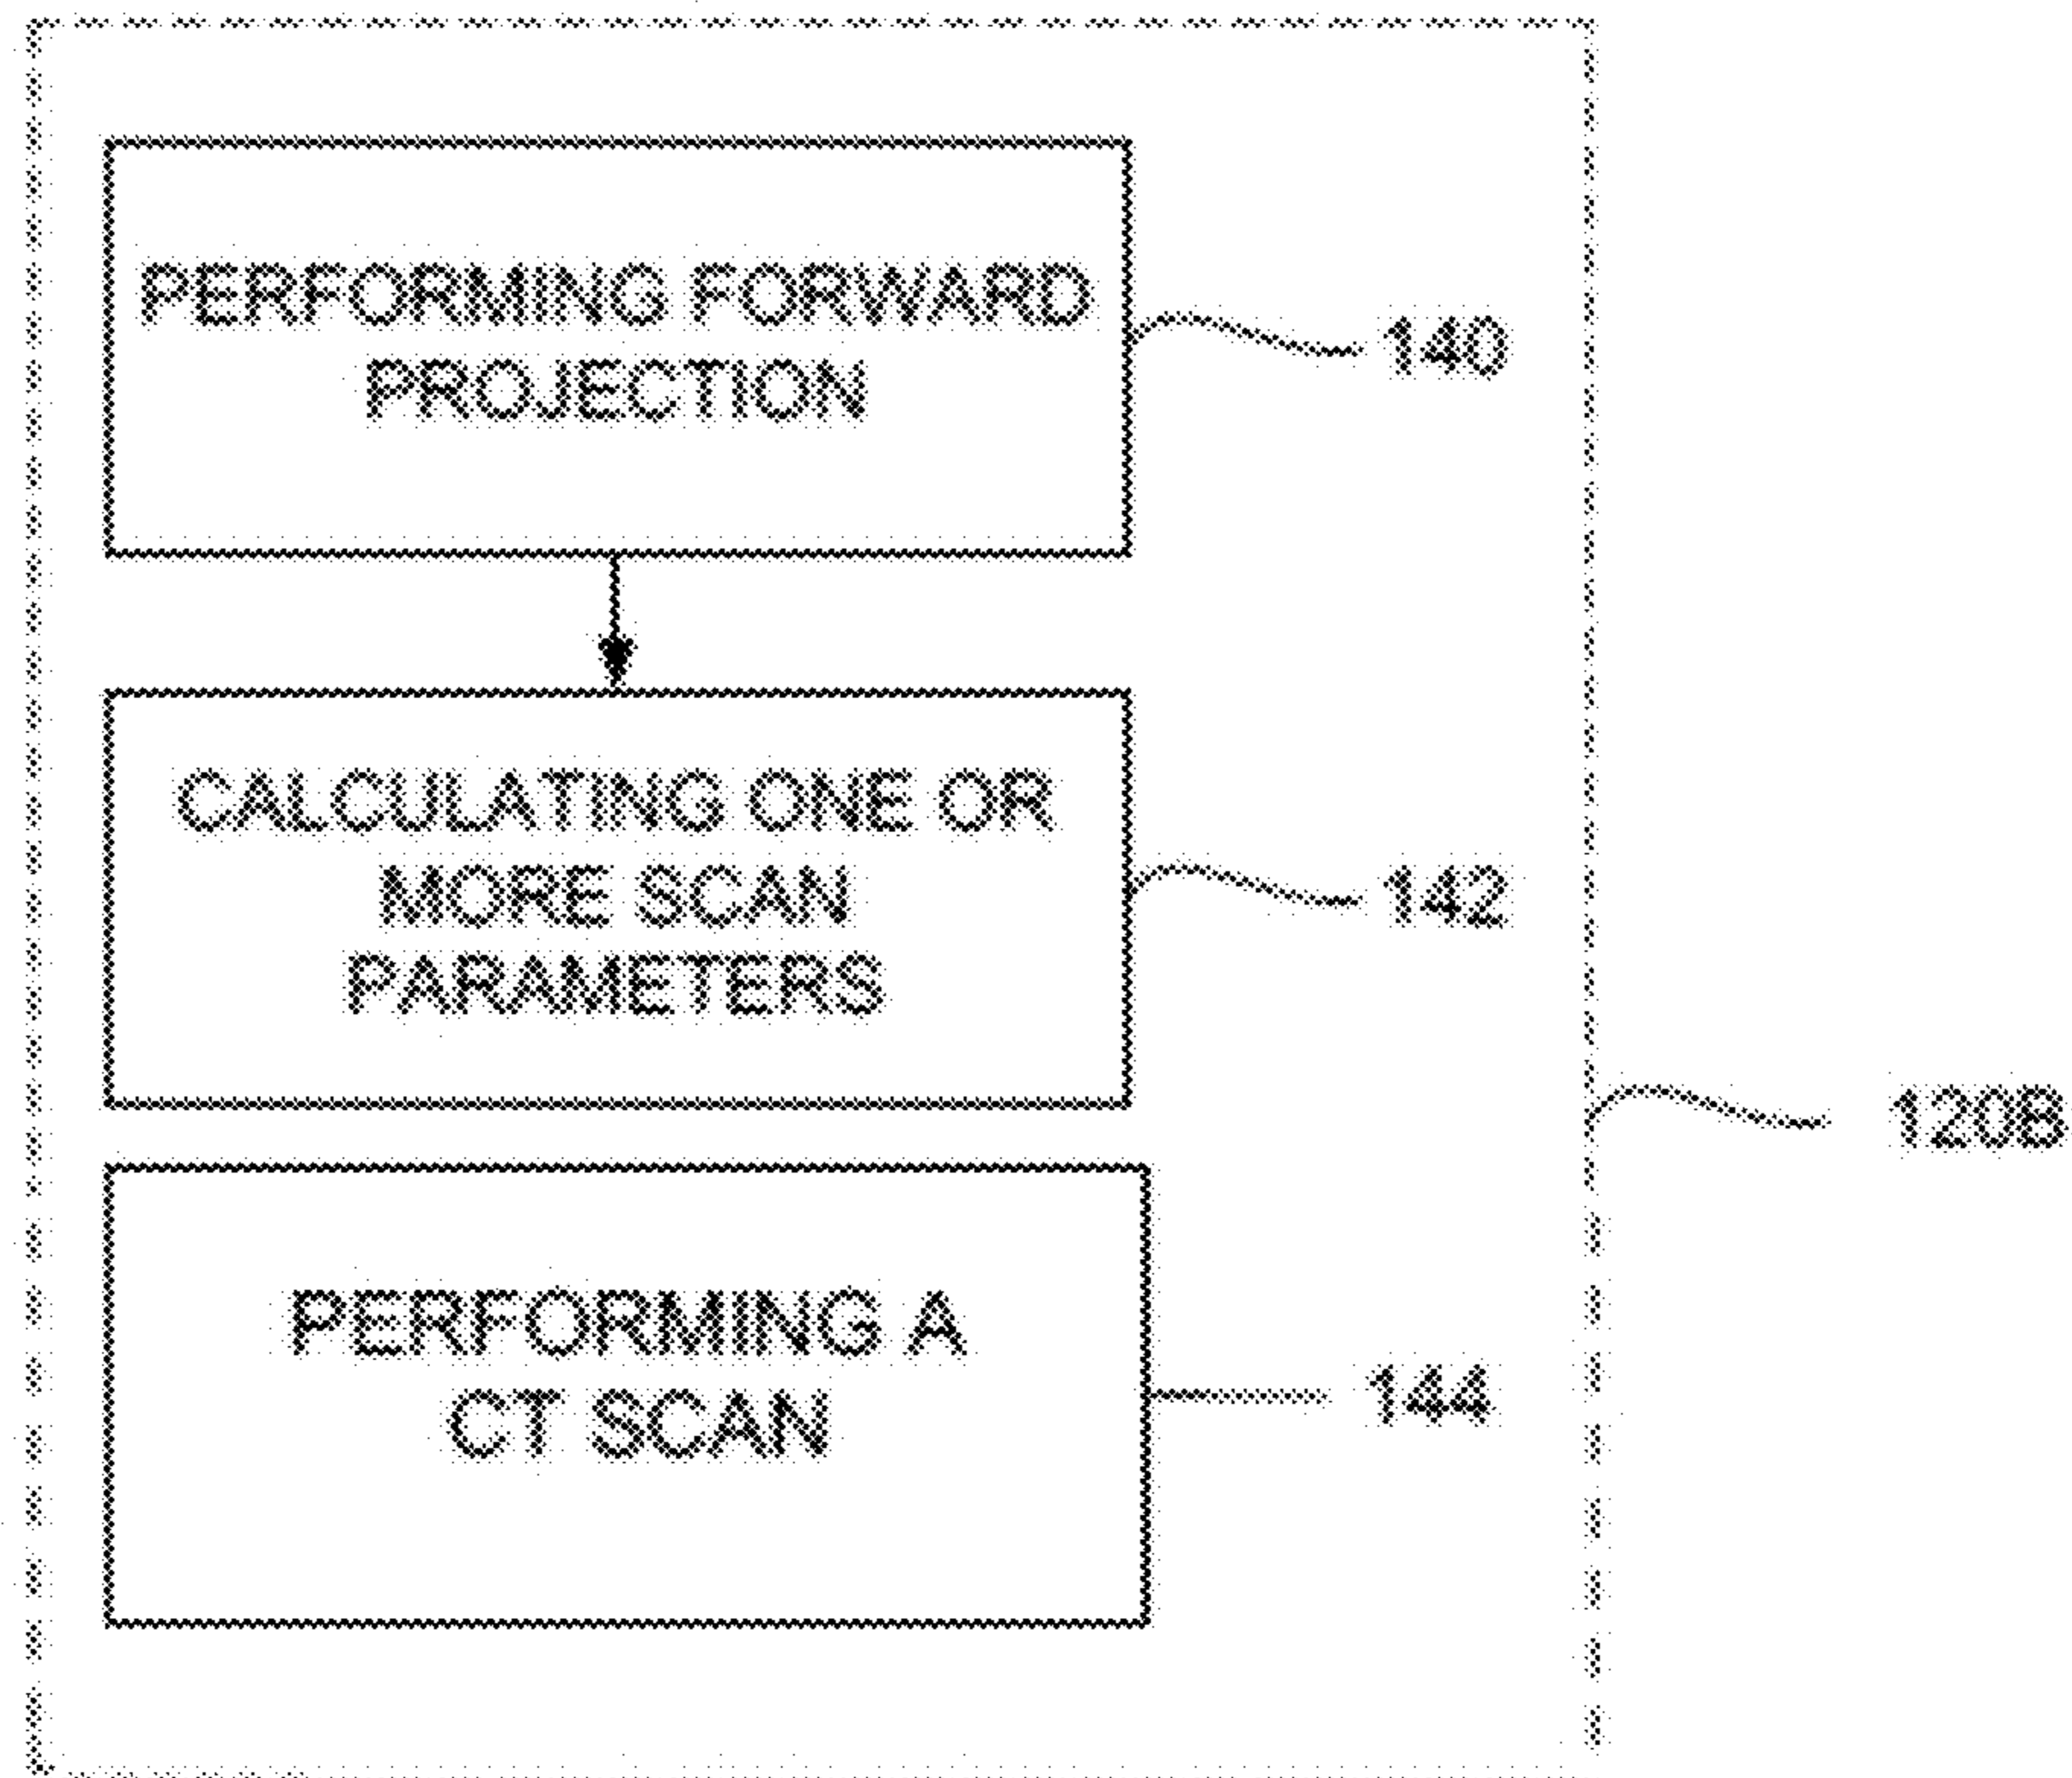 PERFORMING FORWARD
PROJECTION
140
CALCULATING ONE OR
MORE SCAN
PARAMETERS
142
120B
PERFORMING A
CT SCAN
144